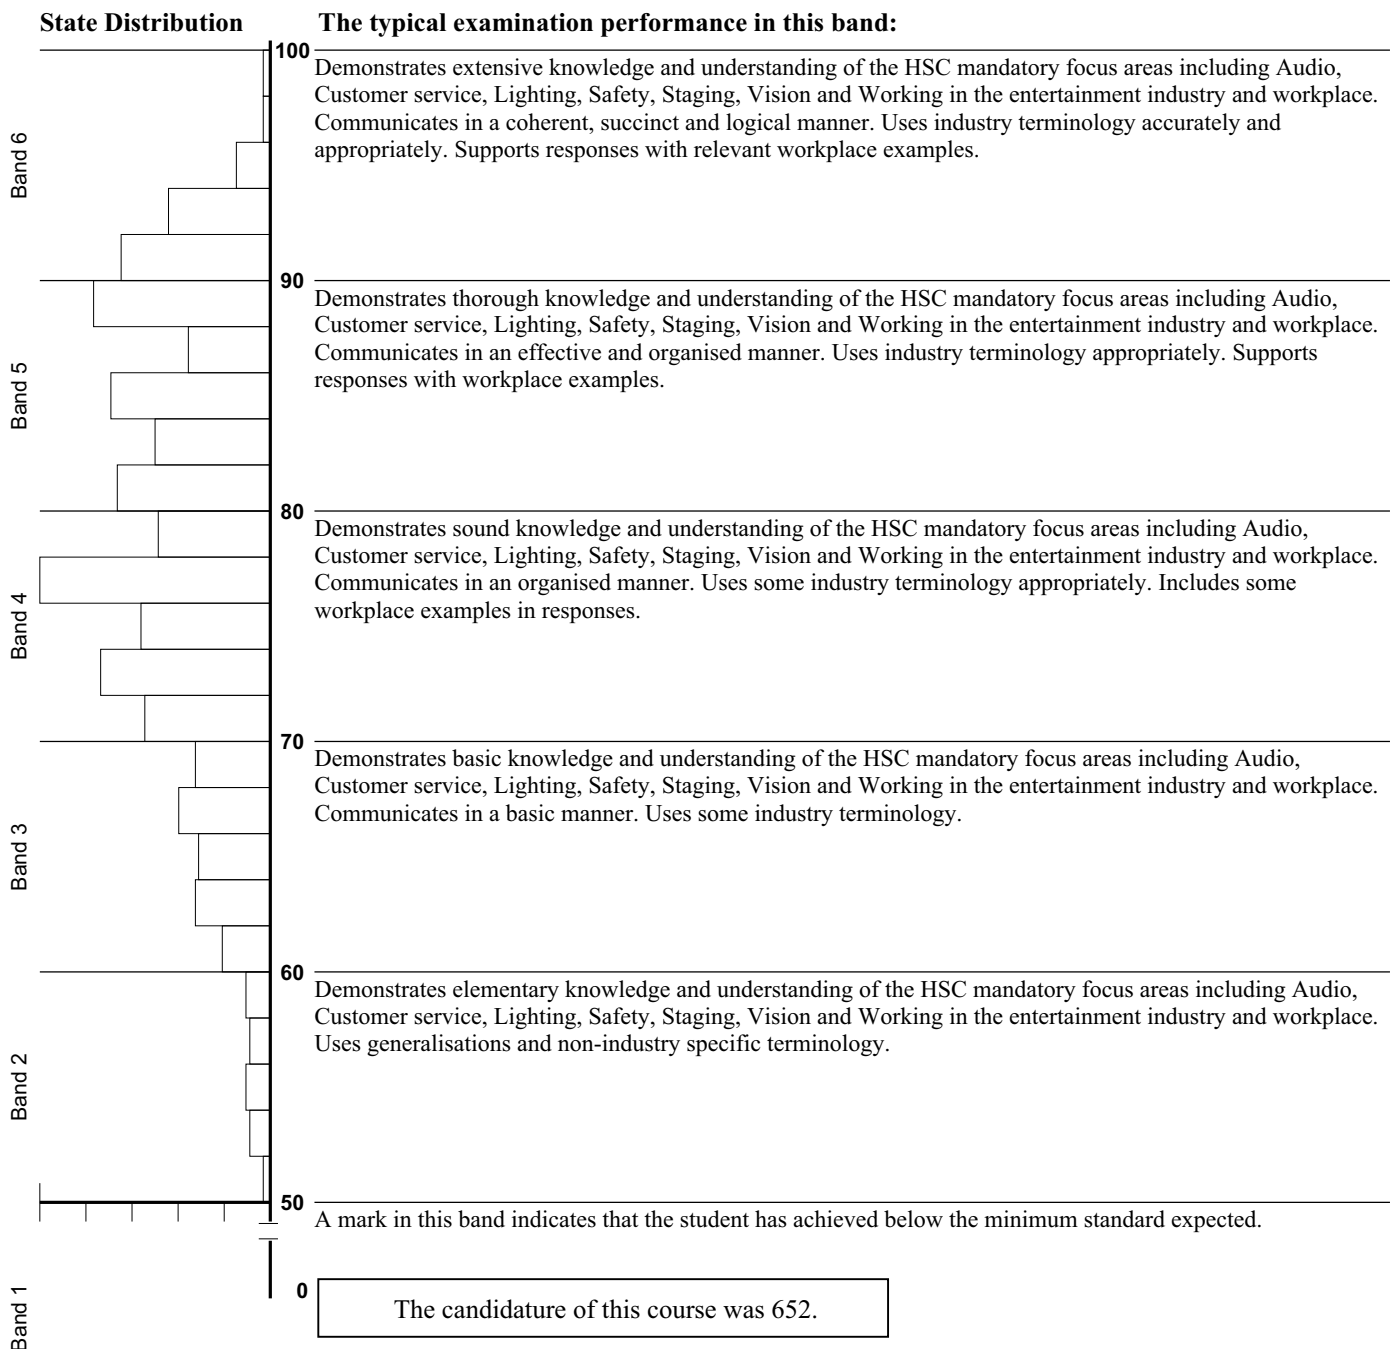 State Distribution
The typical examination performance in this band:
100
Demonstrates extensive knowledge and understanding of the HSC mandatory focus areas including Audio,
Customer service, Lighting, Safety, Staging, Vision and Working in the entertainment industry and workplace.
Communicates in a coherent, succinct and logical manner. Uses industry terminology accurately and
appropriately. Supports responses with relevant workplace examples.
Band 6
90
Demonstrates thorough knowledge and understanding of the HSC mandatory focus areas including Audio,
Customer service, Lighting, Safety, Staging, Vision and Working in the entertainment industry and workplace.
Communicates in an effective and organised manner. Uses industry terminology appropriately. Supports
responses with workplace examples.
Band 5
80
Demonstrates sound knowledge and understanding of the HSC mandatory focus areas including Audio,
Customer service, Lighting, Safety, Staging, Vision and Working in the entertainment industry and workplace.
Communicates in an organised manner. Uses some industry terminology appropriately. Includes some
workplace examples in responses.
Band 4
70
Demonstrates basic knowledge and understanding of the HSC mandatory focus areas including Audio,
Customer service, Lighting, Safety, Staging, Vision and Working in the entertainment industry and workplace.
Communicates in a basic manner. Uses some industry terminology.
Band 3
60
Demonstrates elementary knowledge and understanding of the HSC mandatory focus areas including Audio,
Customer service, Lighting, Safety, Staging, Vision and Working in the entertainment industry and workplace.
Uses generalisations and non-industry specific terminology.
Band 2
50
A mark in this band indicates that the student has achieved below the minimum standard expected.
0
Band 1
The candidature of this course was 652.